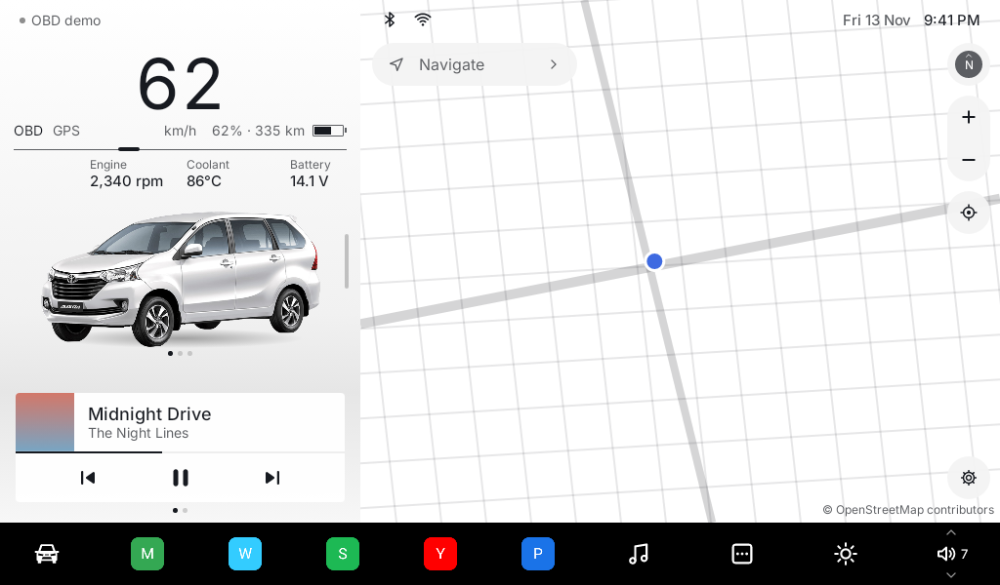 OBD demo
62
OBD GPS km/h 62% · 335 km
Engine Coolant Battery
2,340 rpm 86°C 14.1 V
Midnight Drive
The Night Lines
Fri 13 Nov 9:41 PM
Navigate
N
+
−
© OpenStreetMap contributors
M W S Y P 7